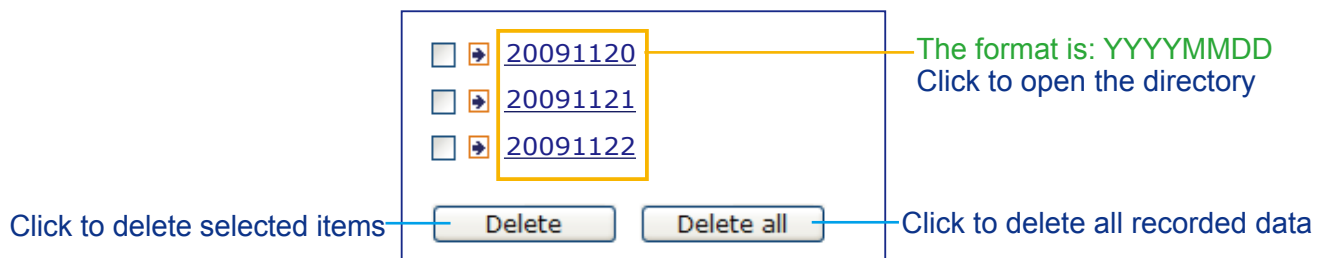 20091120
The format is: YYYYMMDD
Click to open the directory
20091121
20091122
Click to delete selected items
Delete
Delete all
Click to delete all recorded data